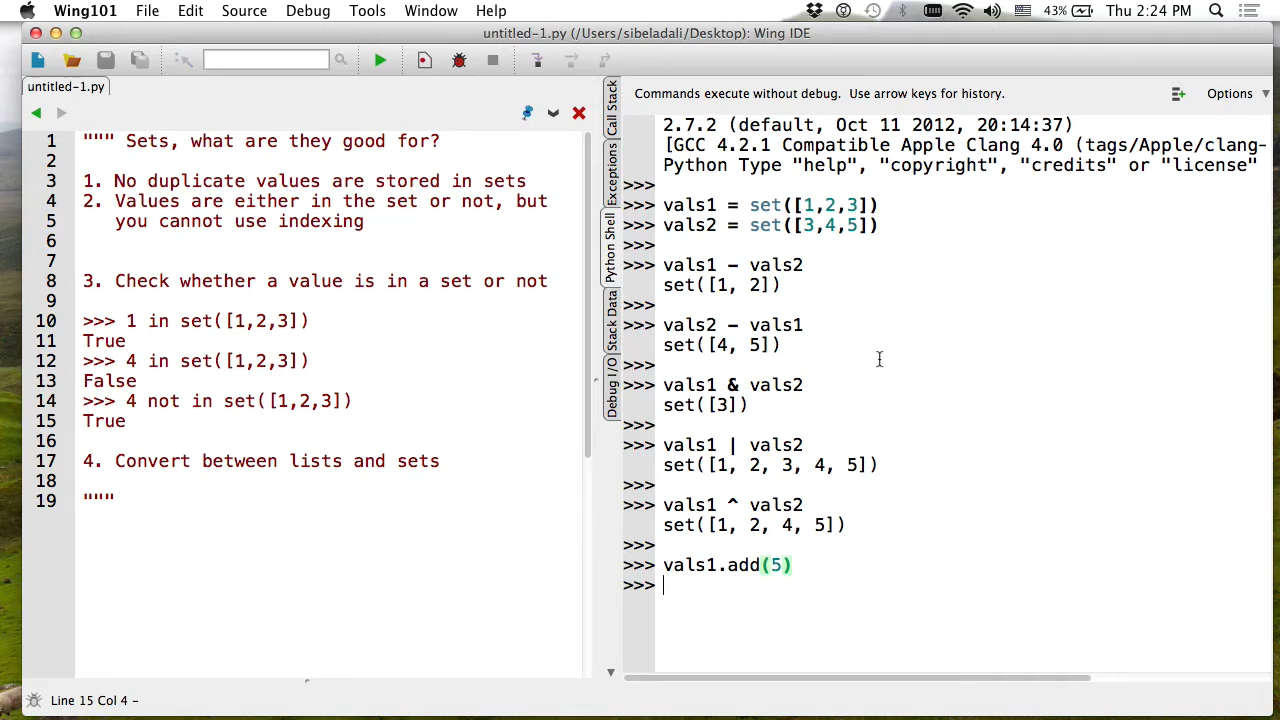 Wing101 File Edit Source Debug Tools Window Help 43% Thu 2:24 PM
untitled-1.py (/Users/sibeladali/Desktop): Wing IDE
untitled-1.py
1 """ Sets, what are they good for?
2
3 1. No duplicate values are stored in sets
4 2. Values are either in the set or not, but
5 you cannot use indexing
6
7
8 3. Check whether a value is in a set or not
9
10 >>> 1 in set([1,2,3])
11 True
12 >>> 4 in set([1,2,3])
13 False
14 >>> 4 not in set([1,2,3])
15 True
16
17 4. Convert between lists and sets
18
19 """
Line 15 Col 4 -
Call Stack
Exceptions
Python Shell
Stack Data
Debug I/O
Commands execute without debug. Use arrow keys for history. Options
2.7.2 (default, Oct 11 2012, 20:14:37)
[GCC 4.2.1 Compatible Apple Clang 4.0 (tags/Apple/clang-
Python Type "help", "copyright", "credits" or "license"
>>>
>>> vals1 = set([1,2,3])
>>> vals2 = set([3,4,5])
>>>
>>> vals1 - vals2
set([1, 2])
>>>
>>> vals2 - vals1
set([4, 5])
>>>
>>> vals1 & vals2
set([3])
>>>
>>> vals1 | vals2
set([1, 2, 3, 4, 5])
>>>
>>> vals1 ^ vals2
set([1, 2, 4, 5])
>>>
>>> vals1.add(5)
>>>